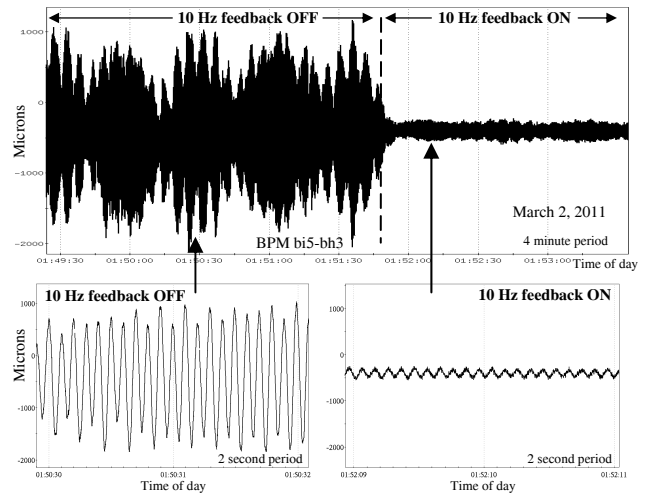 10 Hz feedback OFF
10 Hz feedback ON
Microns
0
-1000
-2000
March 2, 2011
BPM bi5-bh3
4 minute period
01:49:30 01:50:00 01:50:30 01:51:00 01:51:30 01:52:00 01:52:30 01:53:00 Time of day
10 Hz feedback OFF
Microns
1000
0
-1000
-2000
2 second period
01:50:30 01:50:31 01:50:32
Time of day
10 Hz feedback ON
1000
0
-1000
-2000
2 second period
01:52:09 01:52:10 01:52:11
Time of day